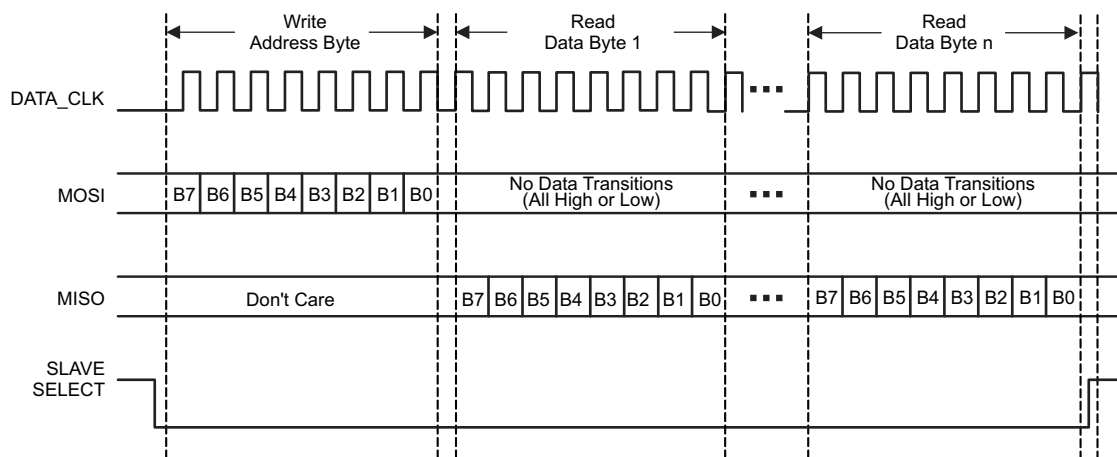 Write
Address Byte
Read
Data Byte 1
Read
Data Byte n
DATA_CLK
MOSI
B7 B6 B5 B4 B3 B2 B1 B0
No Data Transitions
(All High or Low)
No Data Transitions
(All High or Low)
MISO
Don't Care
B7 B6 B5 B4 B3 B2 B1 B0
B7 B6 B5 B4 B3 B2 B1 B0
SLAVE
SELECT